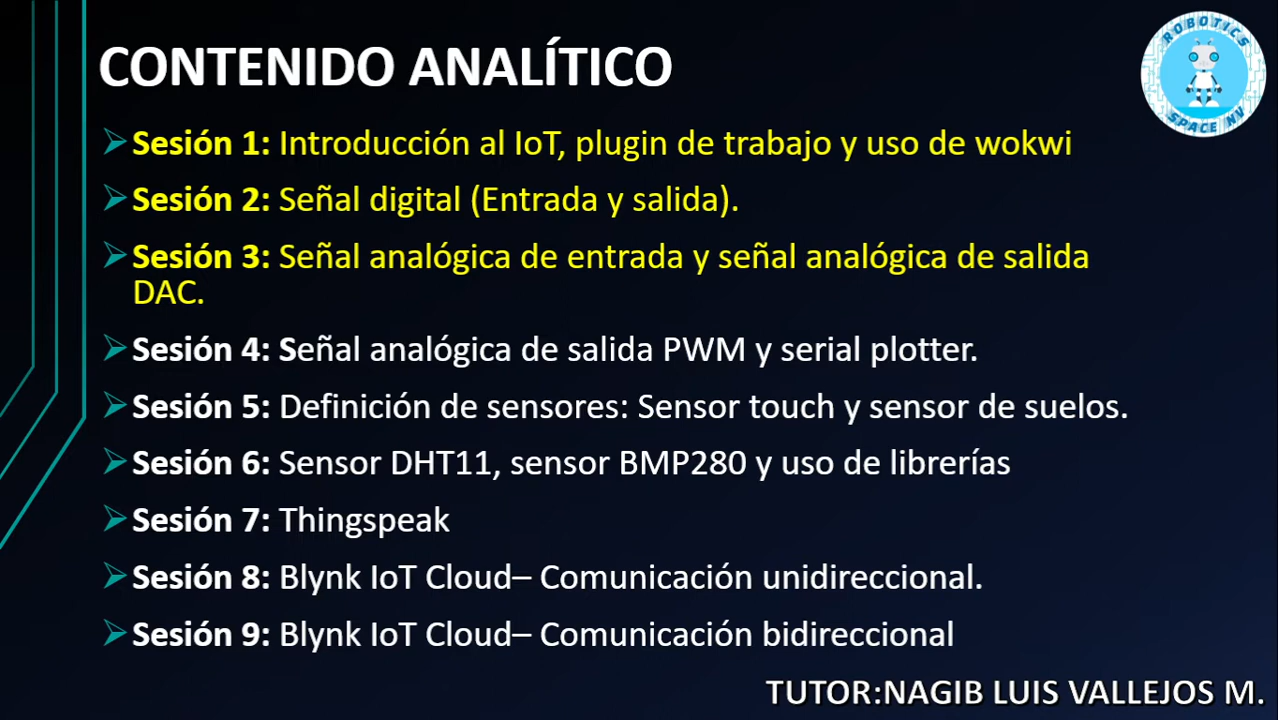 CONTENIDO ANALÍTICO
ROBOTICS
SPACE NV
Sesión 1: Introducción al IoT, plugin de trabajo y uso de wokwi
Sesión 2: Señal digital (Entrada y salida).
Sesión 3: Señal analógica de entrada y señal analógica de salida
DAC.
Sesión 4: Señal analógica de salida PWM y serial plotter.
Sesión 5: Definición de sensores: Sensor touch y sensor de suelos.
Sesión 6: Sensor DHT11, sensor BMP280 y uso de librerías
Sesión 7: Thingspeak
Sesión 8: Blynk IoT Cloud– Comunicación unidireccional.
Sesión 9: Blynk IoT Cloud– Comunicación bidireccional
TUTOR:NAGIB LUIS VALLEJOS M.